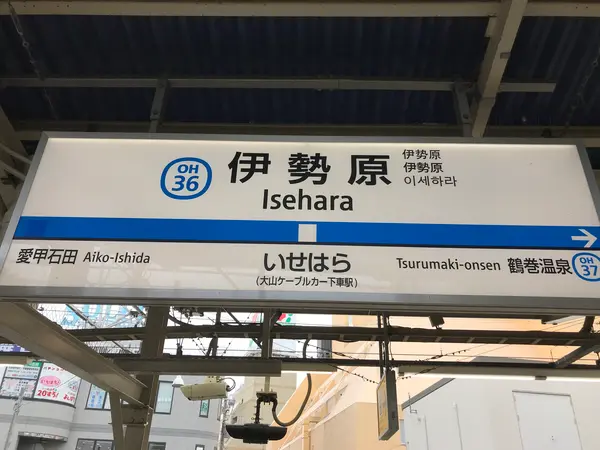 OH
36
伊勢原
伊势原
伊勢原
이세하라
Isehara
愛甲石田 Aiko-Ishida
いせはら
(大山ケーブルカー下車駅)
Tsurumaki-onsen 鶴巻温泉
OH
37